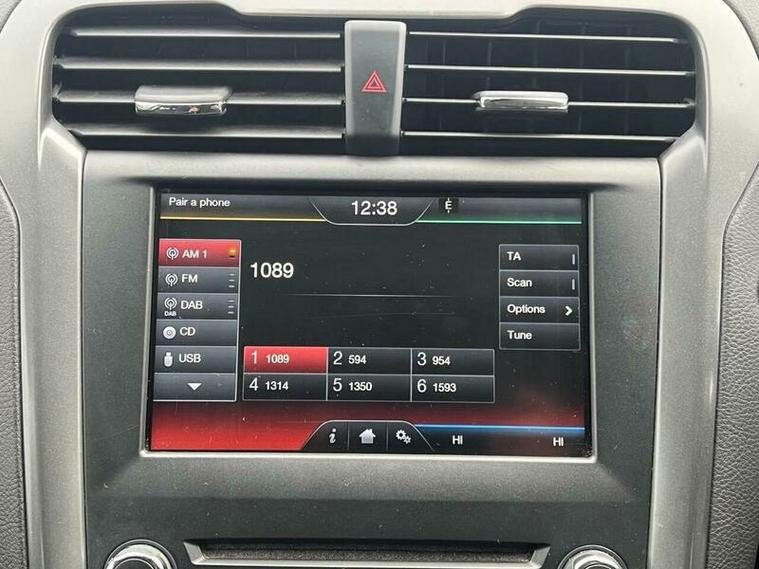 Pair a phone
12:38
E
AM 1
FM
DAB
DAB
CD
USB
1089
TA
Scan
Options
Tune
1 1089
2 594
3 954
4 1314
5 1350
6 1593
i
HI
HI